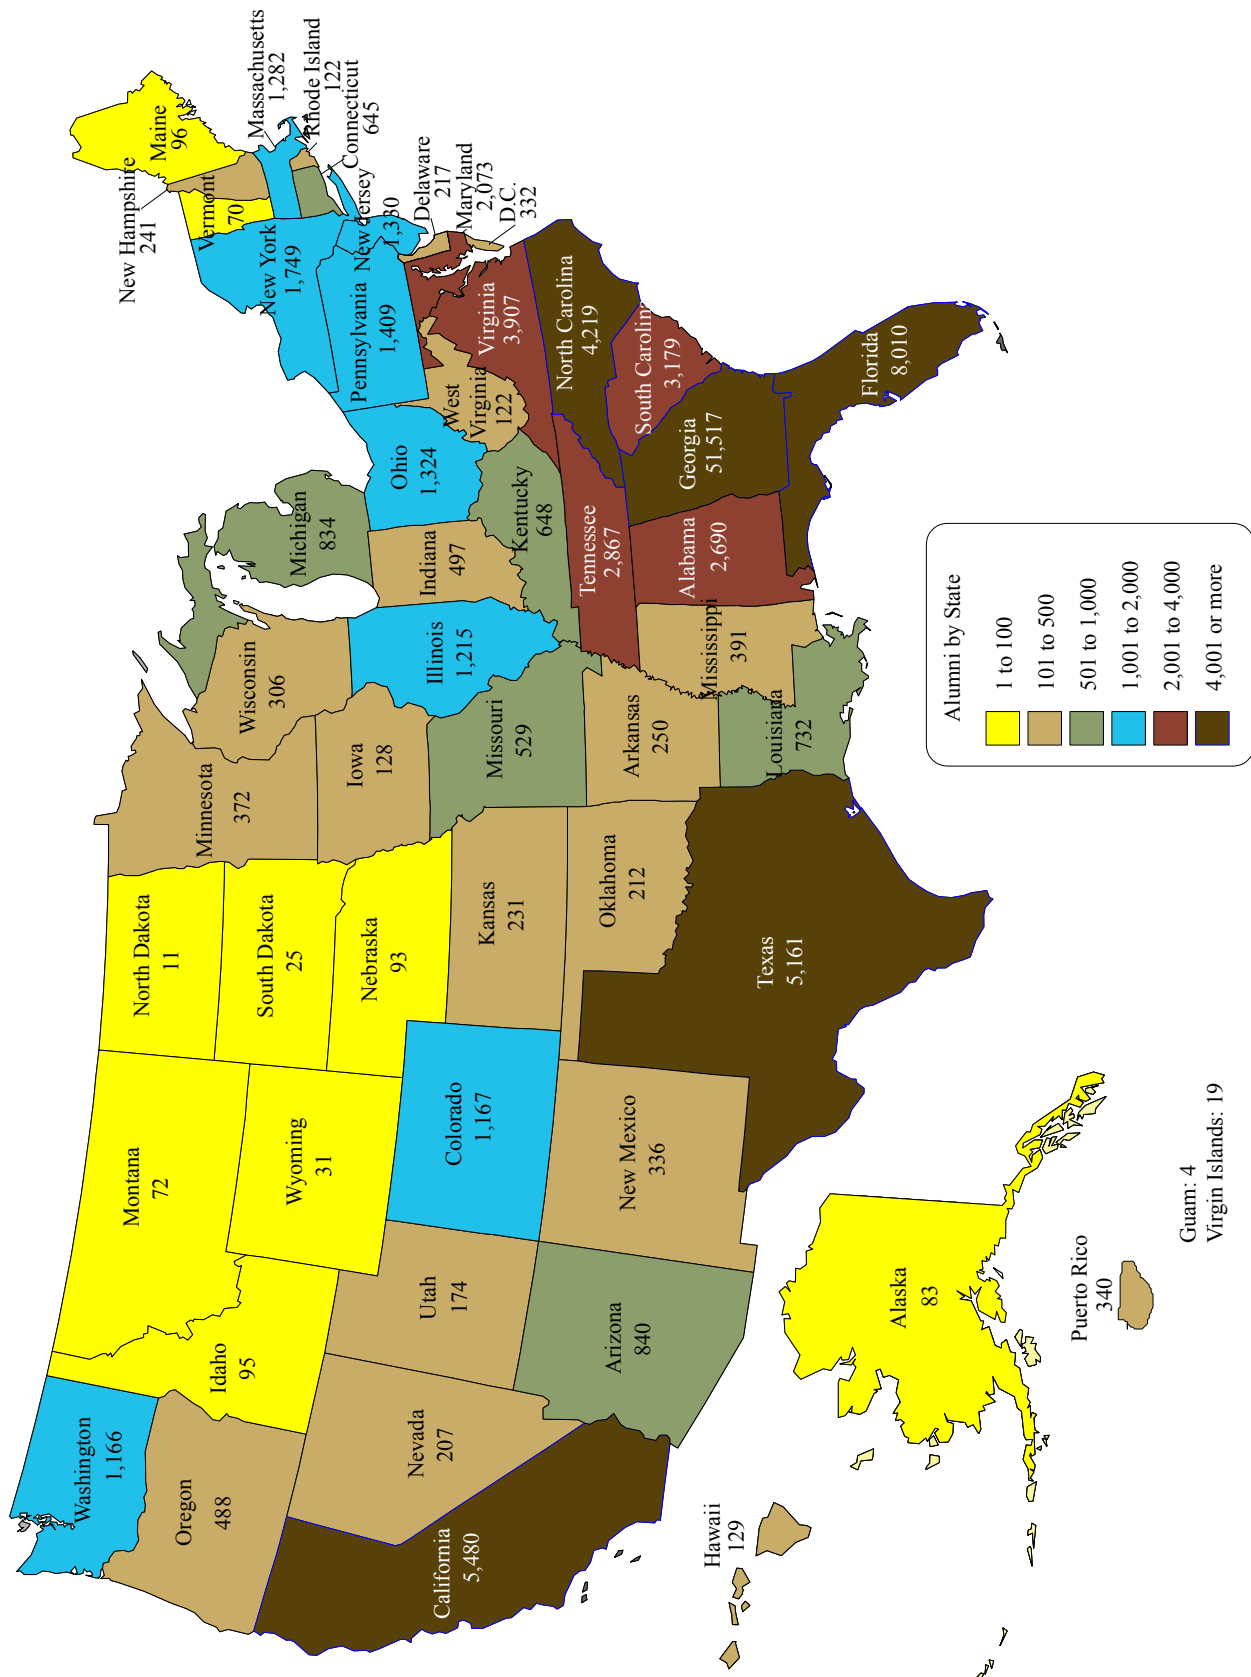 Washington
1,166
Oregon
488
California
5,480
Idaho
95
Nevada
207
Montana
72
Wyoming
31
Utah
174
Arizona
840
Colorado
1,167
New Mexico
336
North Dakota
11
South Dakota
25
Nebraska
93
Kansas
231
Oklahoma
212
Texas
5,161
Minnesota
372
Iowa
128
Missouri
529
Arkansas
250
Louisiana
732
Wisconsin
306
Illinois
1,215
Mississippi
391
Michigan
834
Indiana
497
Kentucky
648
Tennessee
2,867
Alabama
2,690
Ohio
1,324
West
Virginia
122
Georgia
51,517
Florida
8,010
South Carolina
3,179
North Carolina
4,219
Virginia
3,907
Pennsylvania
1,409
New York
1,749
New Hampshire
241
Vermont
70
Maine
96
Massachusetts
1,282
Rhode Island
122
Connecticut
645
New Jersey
1,330
Delaware
217
Maryland
2,073
D.C.
332
Hawaii
129
Alaska
83
Puerto Rico
340
Guam: 4
Virgin Islands: 19
Alumni by State
1 to 100
101 to 500
501 to 1,000
1,001 to 2,000
2,001 to 4,000
4,001 or more